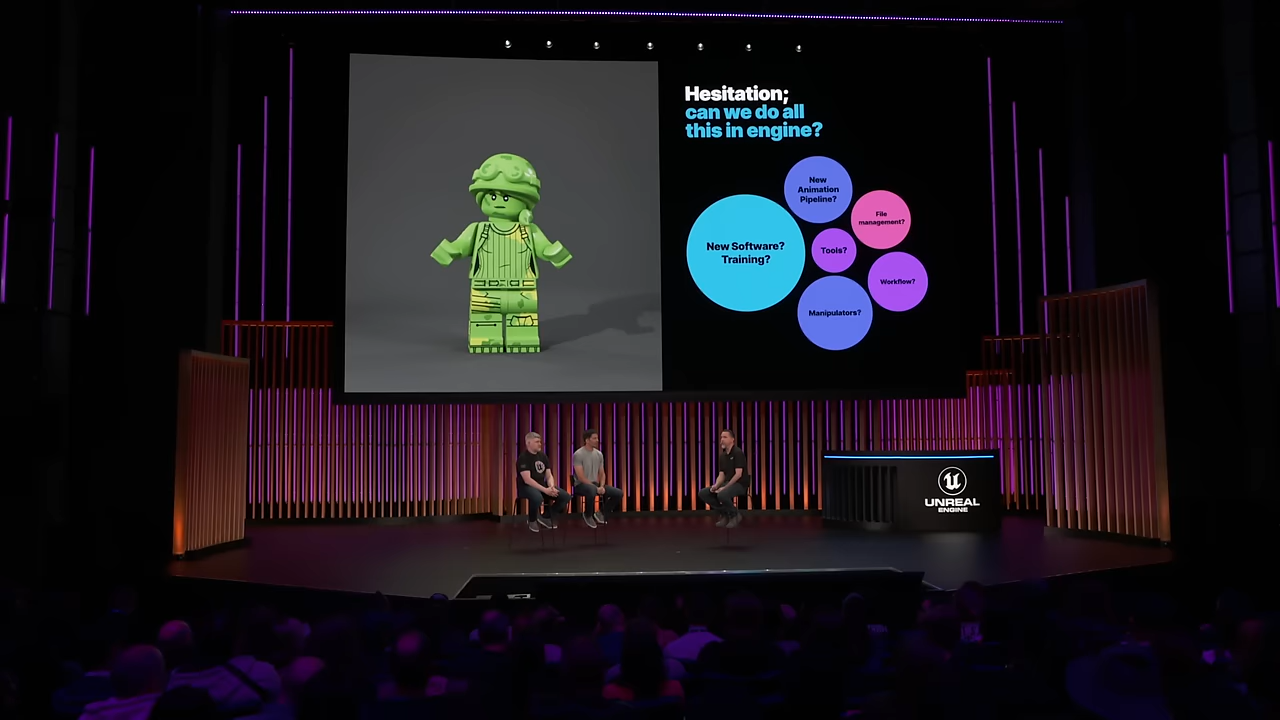 Hesitation;
can we do all
this in engine?
New
Animation
Pipeline?
File
management?
New Software?
Training?
Tools?
Workflow?
Manipulators?
UNREAL
ENGINE